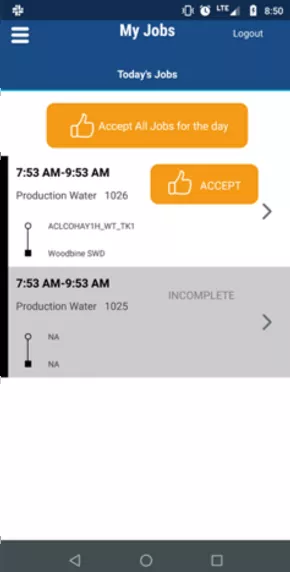 LTE 8:50
My Jobs
Logout
Today's Jobs
Accept All Jobs for the day
7:53 AM-9:53 AM
ACCEPT
Production Water 1026
ACLCOHAY1H_WT_TK1
Woodbine SWD
7:53 AM-9:53 AM
INCOMPLETE
Production Water 1025
NA
NA